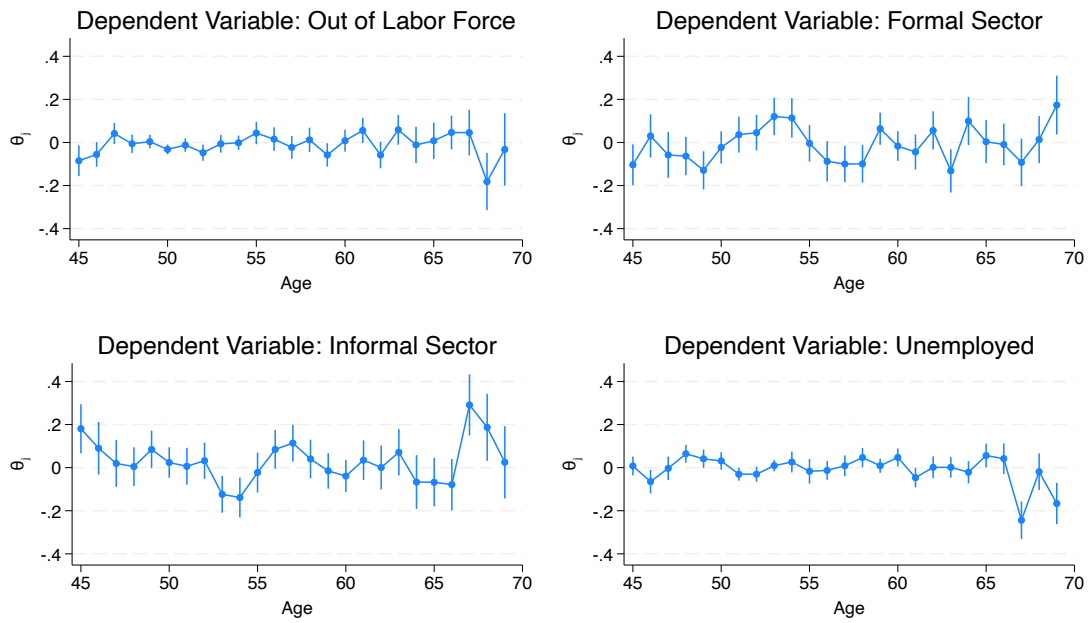 Dependent Variable: Out of Labor Force
.4
.2
0
-.2
-.4
θj
45 50 55 60 65 70
Age
Dependent Variable: Formal Sector
.4
.2
0
-.2
-.4
θj
45 50 55 60 65 70
Age
Dependent Variable: Informal Sector
.4
.2
0
-.2
-.4
θj
45 50 55 60 65 70
Age
Dependent Variable: Unemployed
.4
.2
0
-.2
-.4
θj
45 50 55 60 65 70
Age